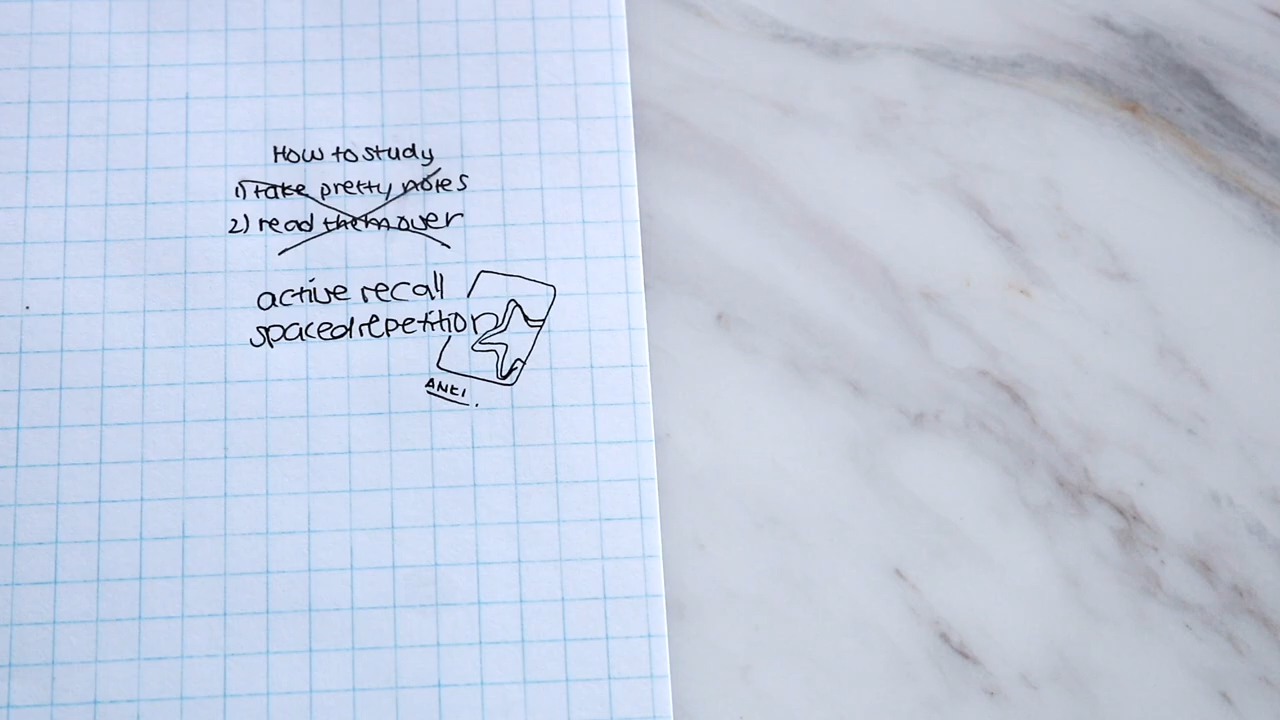 How to study
1) take pretty notes
2) read them over
active recall
spaced repetition
ANKI